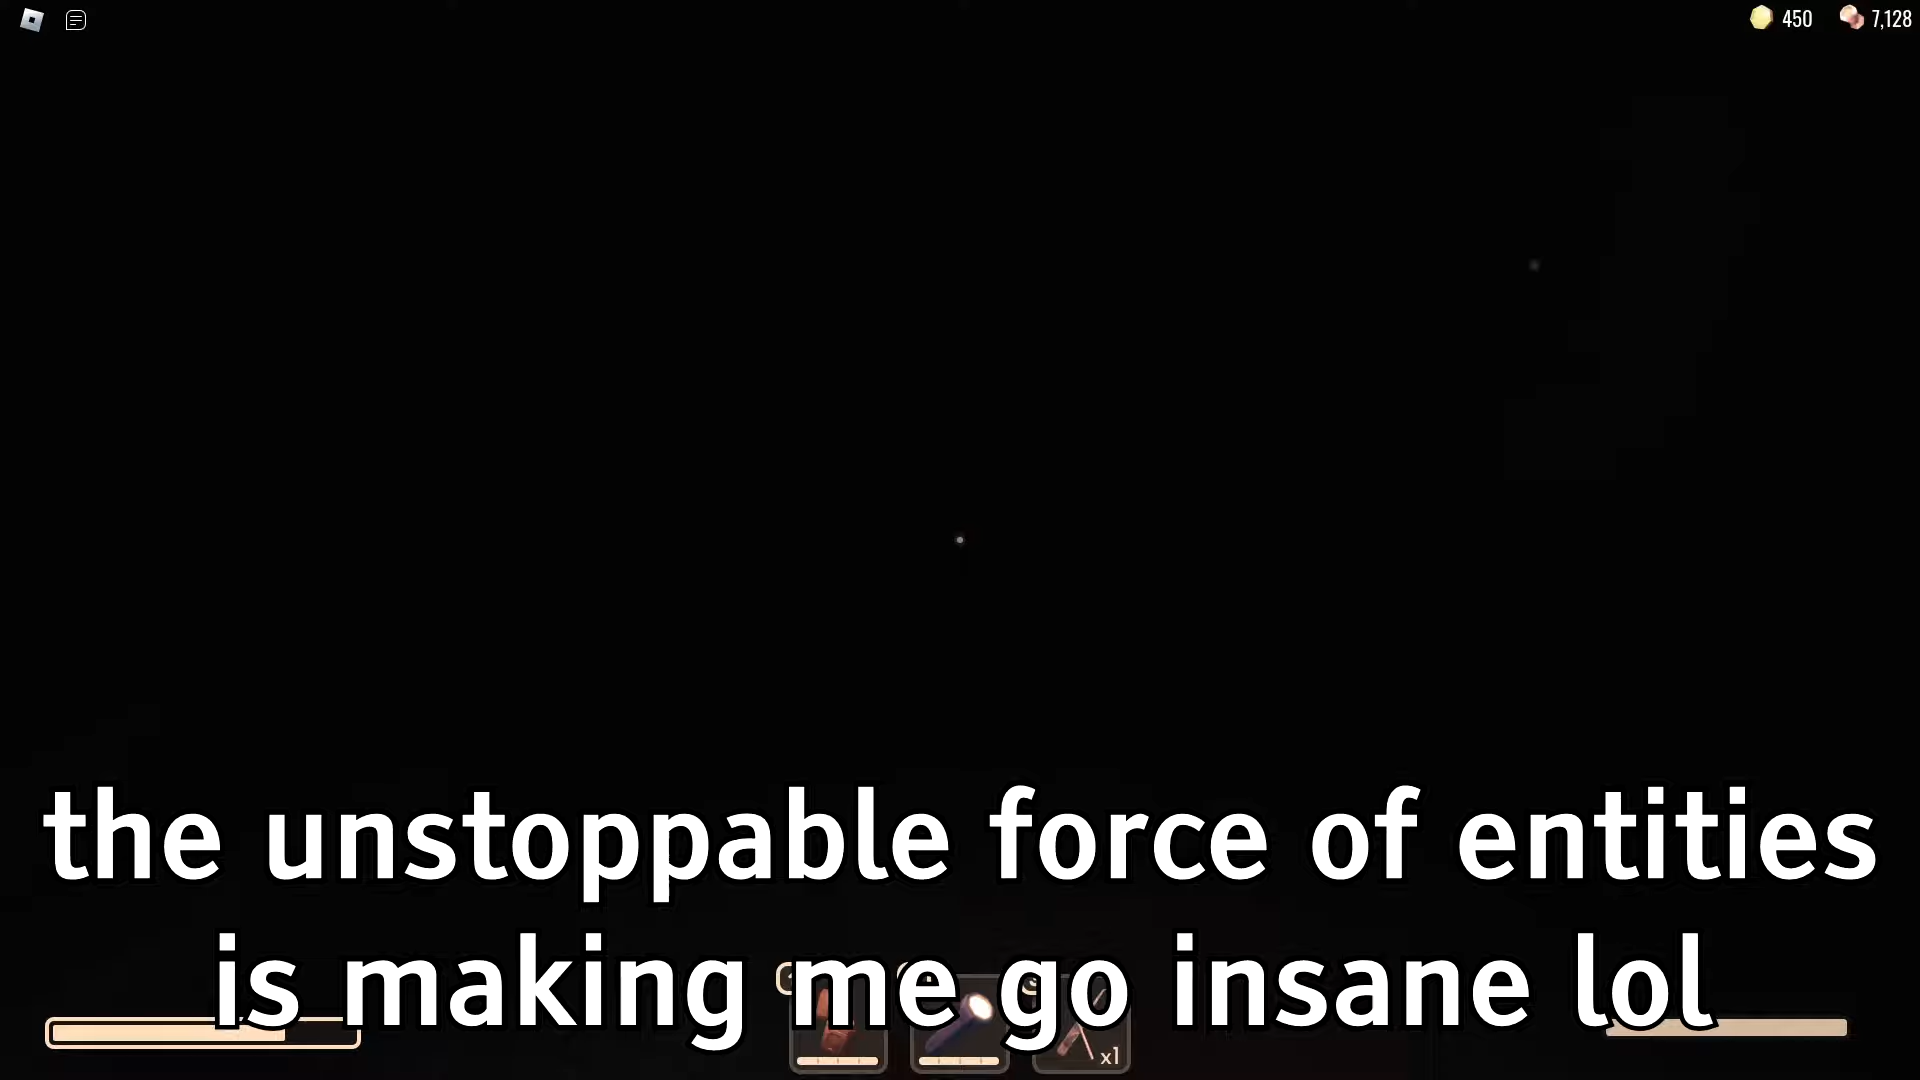 450 7,128
the unstoppable force of entities
is making me go insane lol
x1